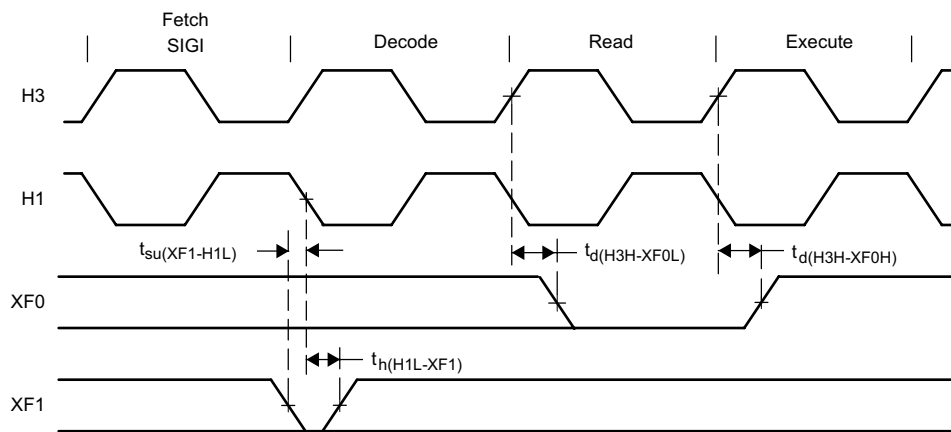 Fetch
SIGI
Decode
Read
Execute
H3
H1
tsu(XF1-H1L)
td(H3H-XF0L)
td(H3H-XF0H)
XF0
th(H1L-XF1)
XF1